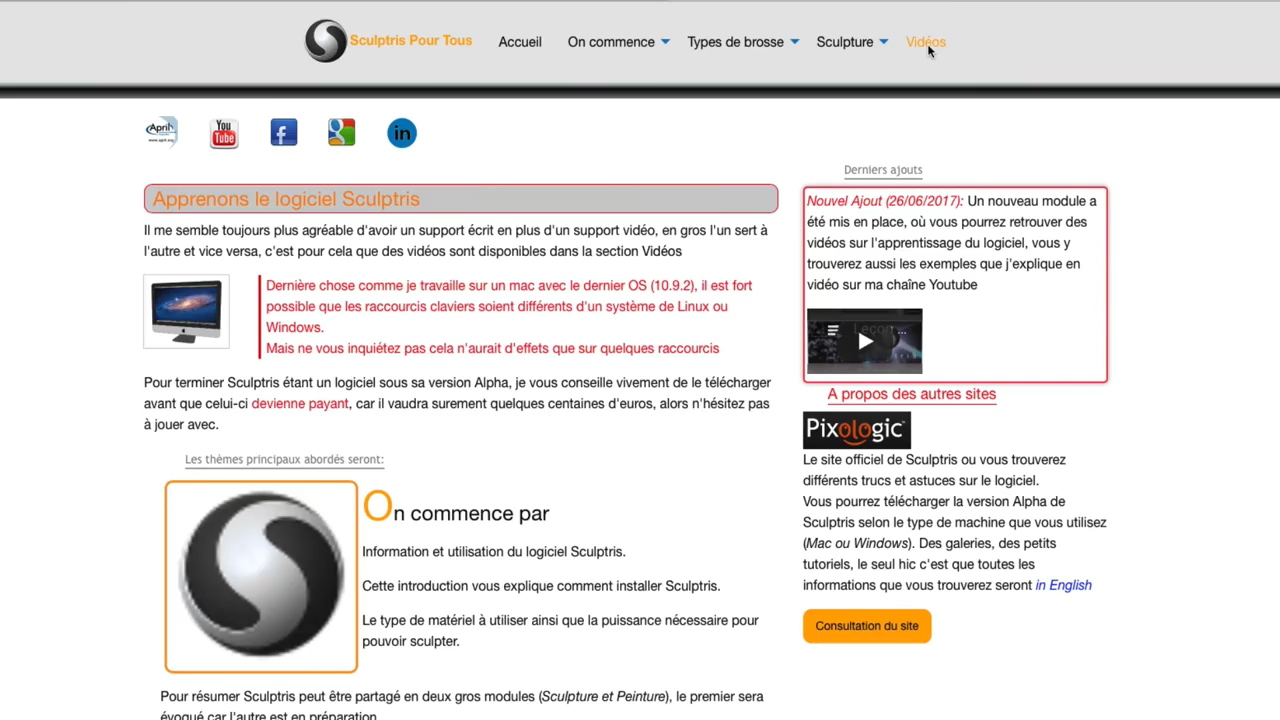 Sculptris Pour Tous
Accueil
On commence
Types de brosse
Sculpture
Vidéos
April
www.april.org
You
Tube
f
in
Apprenons le logiciel Sculptris
Il me semble toujours plus agréable d'avoir un support écrit en plus d'un support vidéo, en gros l'un sert à
l'autre et vice versa, c'est pour cela que des vidéos sont disponibles dans la section Vidéos
Dernière chose comme je travaille sur un mac avec le dernier OS (10.9.2), il est fort
possible que les raccourcis claviers soient différents d'un système de Linux ou
Windows.
Mais ne vous inquiétez pas cela n'aurait d'effets que sur quelques raccourcis
Pour terminer Sculptris étant un logiciel sous sa version Alpha, je vous conseille vivement de le télécharger
avant que celui-ci devienne payant, car il vaudra surement quelques centaines d'euros, alors n'hésitez pas
à jouer avec.
Les thèmes principaux abordés seront:
On commence par
Information et utilisation du logiciel Sculptris.
Cette introduction vous explique comment installer Sculptris.
Le type de matériel à utiliser ainsi que la puissance nécessaire pour
pouvoir sculpter.
Pour résumer Sculptris peut être partagé en deux gros modules (Sculpture et Peinture), le premier sera
évoqué car l'autre est en préparation
Derniers ajouts
Nouvel Ajout (26/06/2017): Un nouveau module a
été mis en place, où vous pourrez retrouver des
vidéos sur l'apprentissage du logiciel, vous y
trouverez aussi les exemples que j'explique en
vidéo sur ma chaîne Youtube
Leçon...
A propos des autres sites
Pixologic
Le site officiel de Sculptris ou vous trouverez
différents trucs et astuces sur le logiciel.
Vous pourrez télécharger la version Alpha de
Sculptris selon le type de machine que vous utilisez
(Mac ou Windows). Des galeries, des petits
tutoriels, le seul hic c'est que toutes les
informations que vous trouverez seront in English
Consultation du site